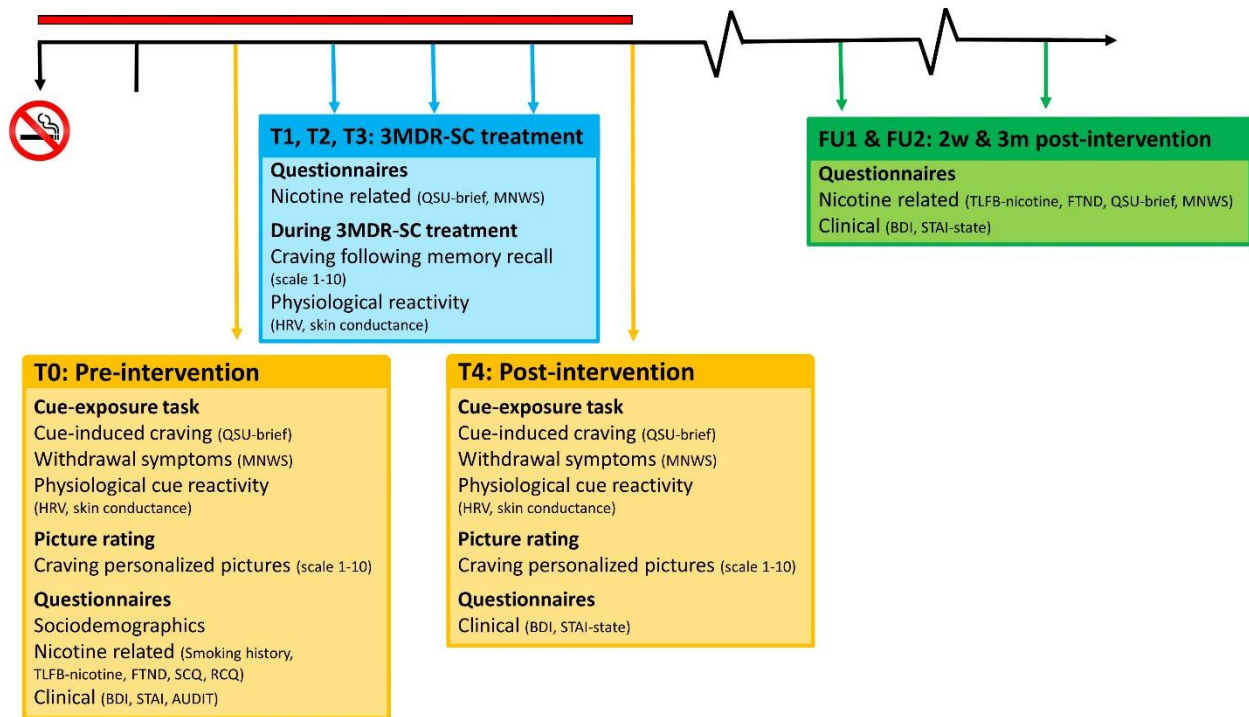 T1, T2, T3: 3MDR-SC treatment
Questionnaires
Nicotine related (QSU-brief, MNWS)
During 3MDR-SC treatment
Craving following memory recall
(scale 1-10)
Physiological reactivity
(HRV, skin conductance)
FU1 & FU2: 2w & 3m post-intervention
Questionnaires
Nicotine related (TLFB-nicotine, FTND, QSU-brief, MNWS)
Clinical (BDI, STAI-state)
T0: Pre-intervention
Cue-exposure task
Cue-induced craving (QSU-brief)
Withdrawal symptoms (MNWS)
Physiological cue reactivity
(HRV, skin conductance)
Picture rating
Craving personalized pictures (scale 1-10)
Questionnaires
Sociodemographics
Nicotine related (Smoking history,
TLFB-nicotine, FTND, SCQ, RCQ)
Clinical (BDI, STAI, AUDIT)
T4: Post-intervention
Cue-exposure task
Cue-induced craving (QSU-brief)
Withdrawal symptoms (MNWS)
Physiological cue reactivity
(HRV, skin conductance)
Picture rating
Craving personalized pictures (scale 1-10)
Questionnaires
Clinical (BDI, STAI-state)